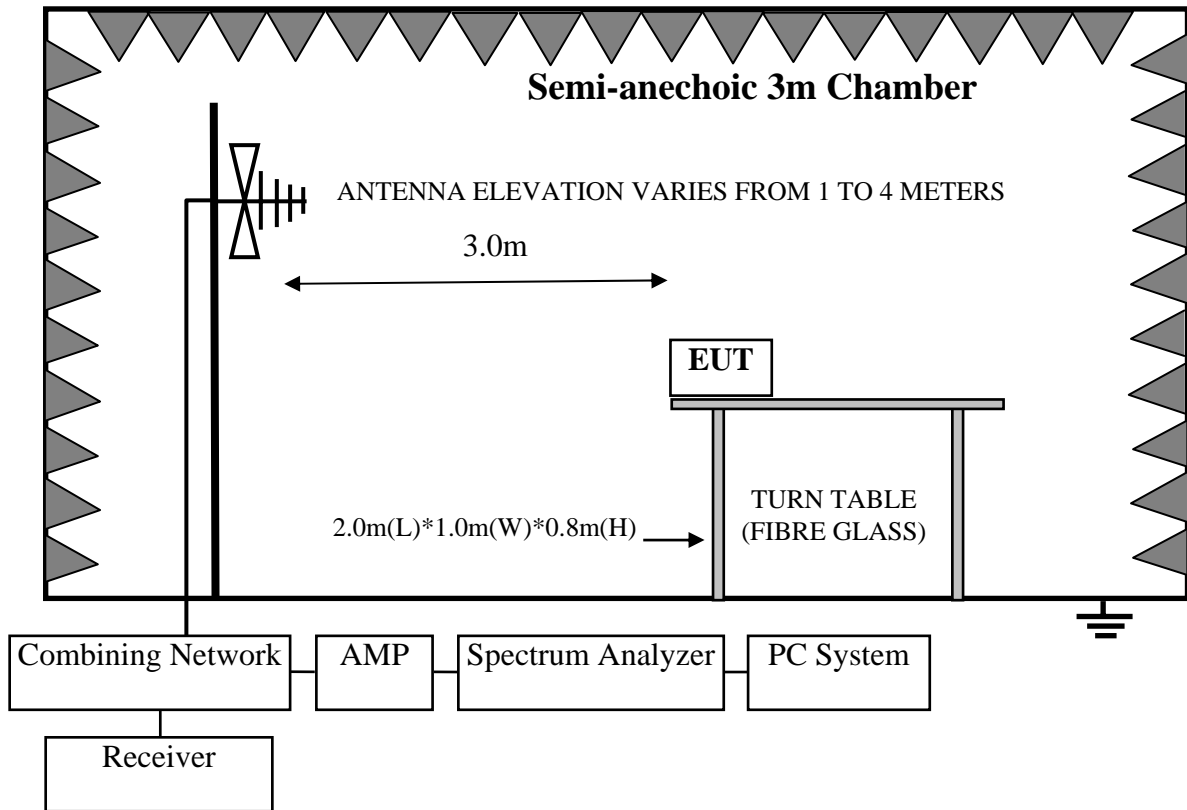 Semi-anechoic 3m Chamber
ANTENNA ELEVATION VARIES FROM 1 TO 4 METERS
3.0m
EUT
TURN TABLE
(FIBRE GLASS)
2.0m(L)*1.0m(W)*0.8m(H)
Combining Network
AMP
Spectrum Analyzer
PC System
Receiver